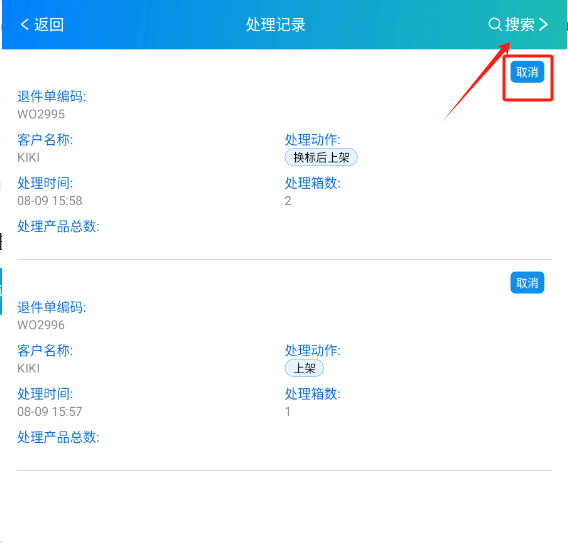 返回 处理记录 搜索
取消
退件单编码:
WO2995
客户名称: 处理动作:
KIKI 换标后上架
处理时间: 处理箱数:
08-09 15:58 2
处理产品总数:
取消
退件单编码:
WO2996
客户名称: 处理动作:
KIKI 上架
处理时间: 处理箱数:
08-09 15:57 1
处理产品总数: